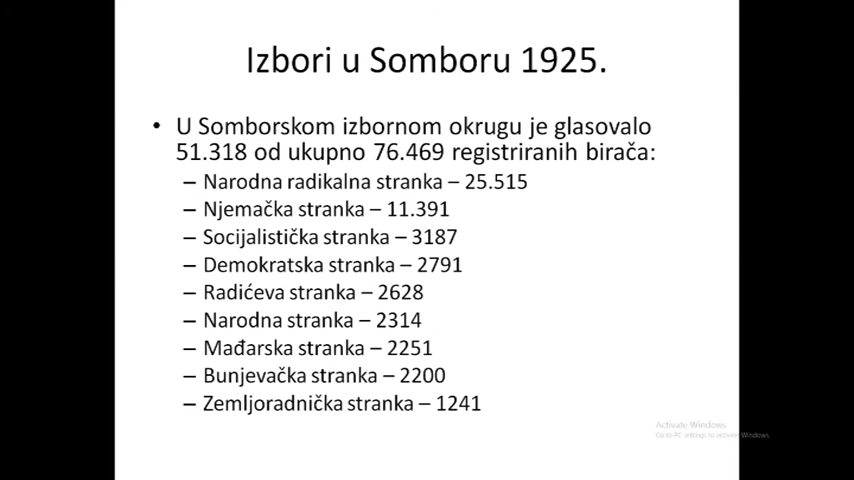 Izbori u Somboru 1925.
• U Somborskom izbornom okrugu je glasovalo
51.318 od ukupno 76.469 registriranih birača:
– Narodna radikalna stranka – 25.515
– Njemačka stranka – 11.391
– Socijalistička stranka – 3187
– Demokratska stranka – 2791
– Radićeva stranka – 2628
– Narodna stranka – 2314
– Mađarska stranka – 2251
– Bunjevačka stranka – 2200
– Zemljoradnička stranka – 1241
Activate Windows
Go to PC settings to activate Windows.